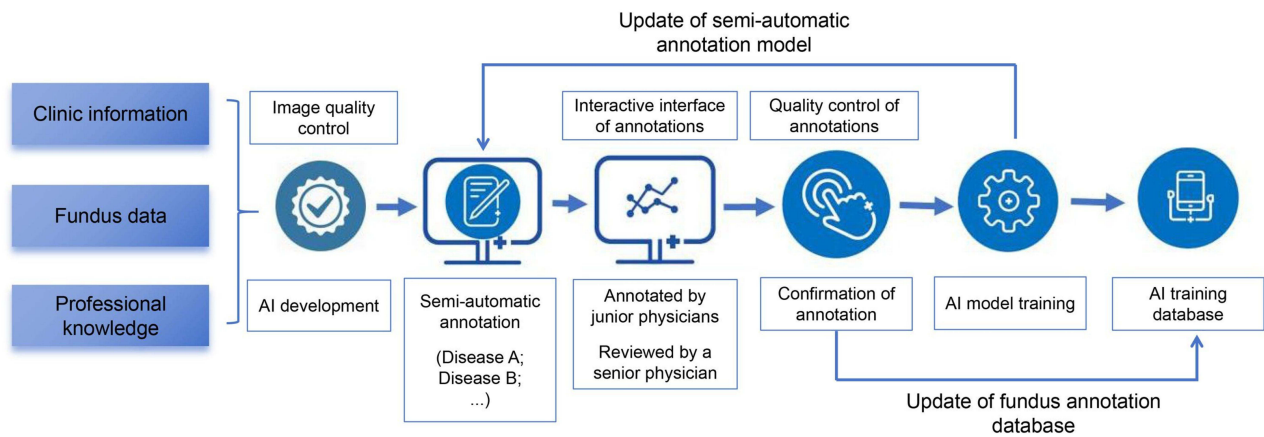 Update of semi-automatic
annotation model
Clinic information
Fundus data
Professional
knowledge
Image quality
control
Interactive interface
of annotations
Quality control of
annotations
AI development
Semi-automatic
annotation
(Disease A;
Disease B;
...)
Annotated by
junior physicians
Reviewed by a
senior physician
Confirmation of
annotation
AI model training
AI training
database
Update of fundus annotation
database